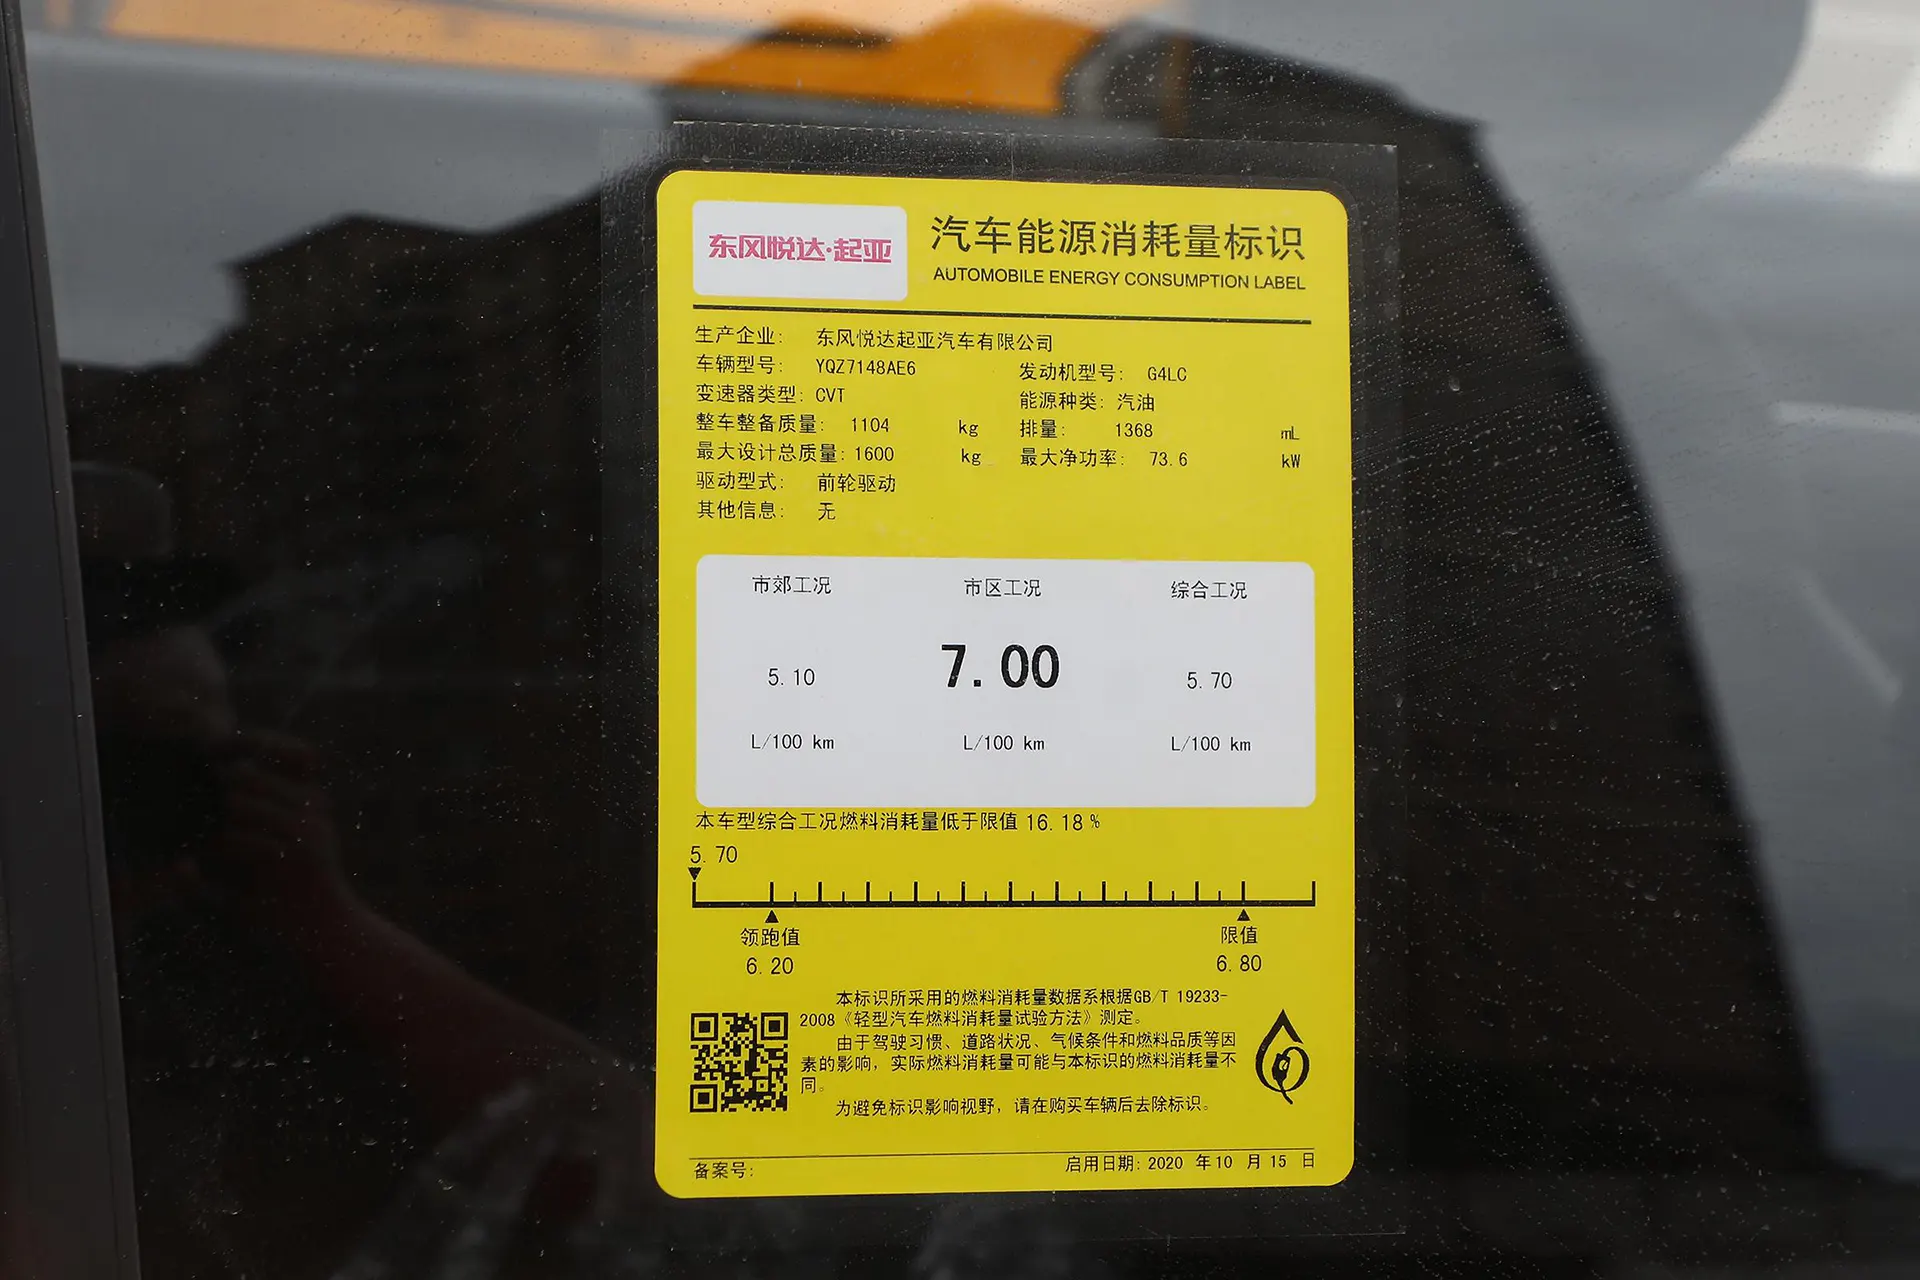 东风悦达·起亚
汽车能源消耗量标识
AUTOMOBILE ENERGY CONSUMPTION LABEL
生产企业: 东风悦达起亚汽车有限公司
车辆型号: YQZ7148AE6 发动机型号: G4LC
变速器类型: CVT 能源种类: 汽油
整车整备质量: 1104 kg 排量: 1368 mL
最大设计总质量: 1600 kg 最大净功率: 73.6 kW
驱动型式: 前轮驱动
其他信息: 无
市郊工况 市区工况 综合工况
5.10 7.00 5.70
L/100 km L/100 km L/100 km
本车型综合工况燃料消耗量低于限值 16.18 %
5.70
领跑值 限值
6.20 6.80
本标识所采用的燃料消耗量数据系根据GB/T 19233-
2008《轻型汽车燃料消耗量试验方法》测定。
由于驾驶习惯、道路状况、气候条件和燃料品质等因
素的影响，实际燃料消耗量可能与本标识的燃料消耗量不
同。
为避免标识影响视野，请在购买车辆后去除标识。
备案号: 启用日期: 2020 年 10 月 15 日